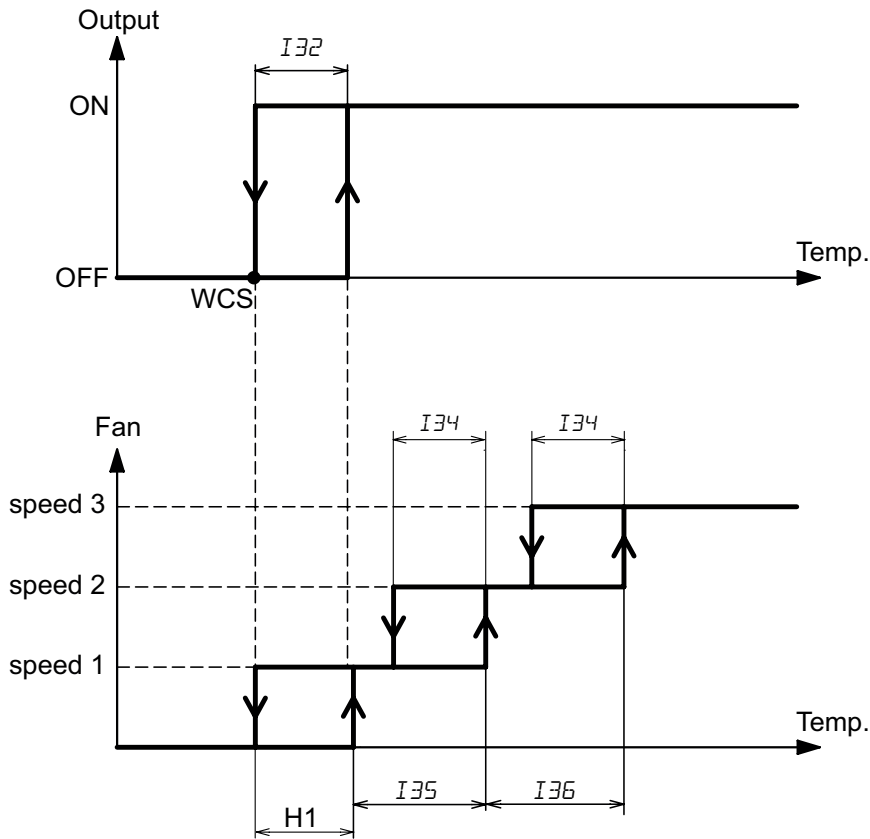 Output
I32
ON
Temp.
OFF
WCS
Fan
I34
I34
speed 3
speed 2
speed 1
Temp.
I35
I36
H1